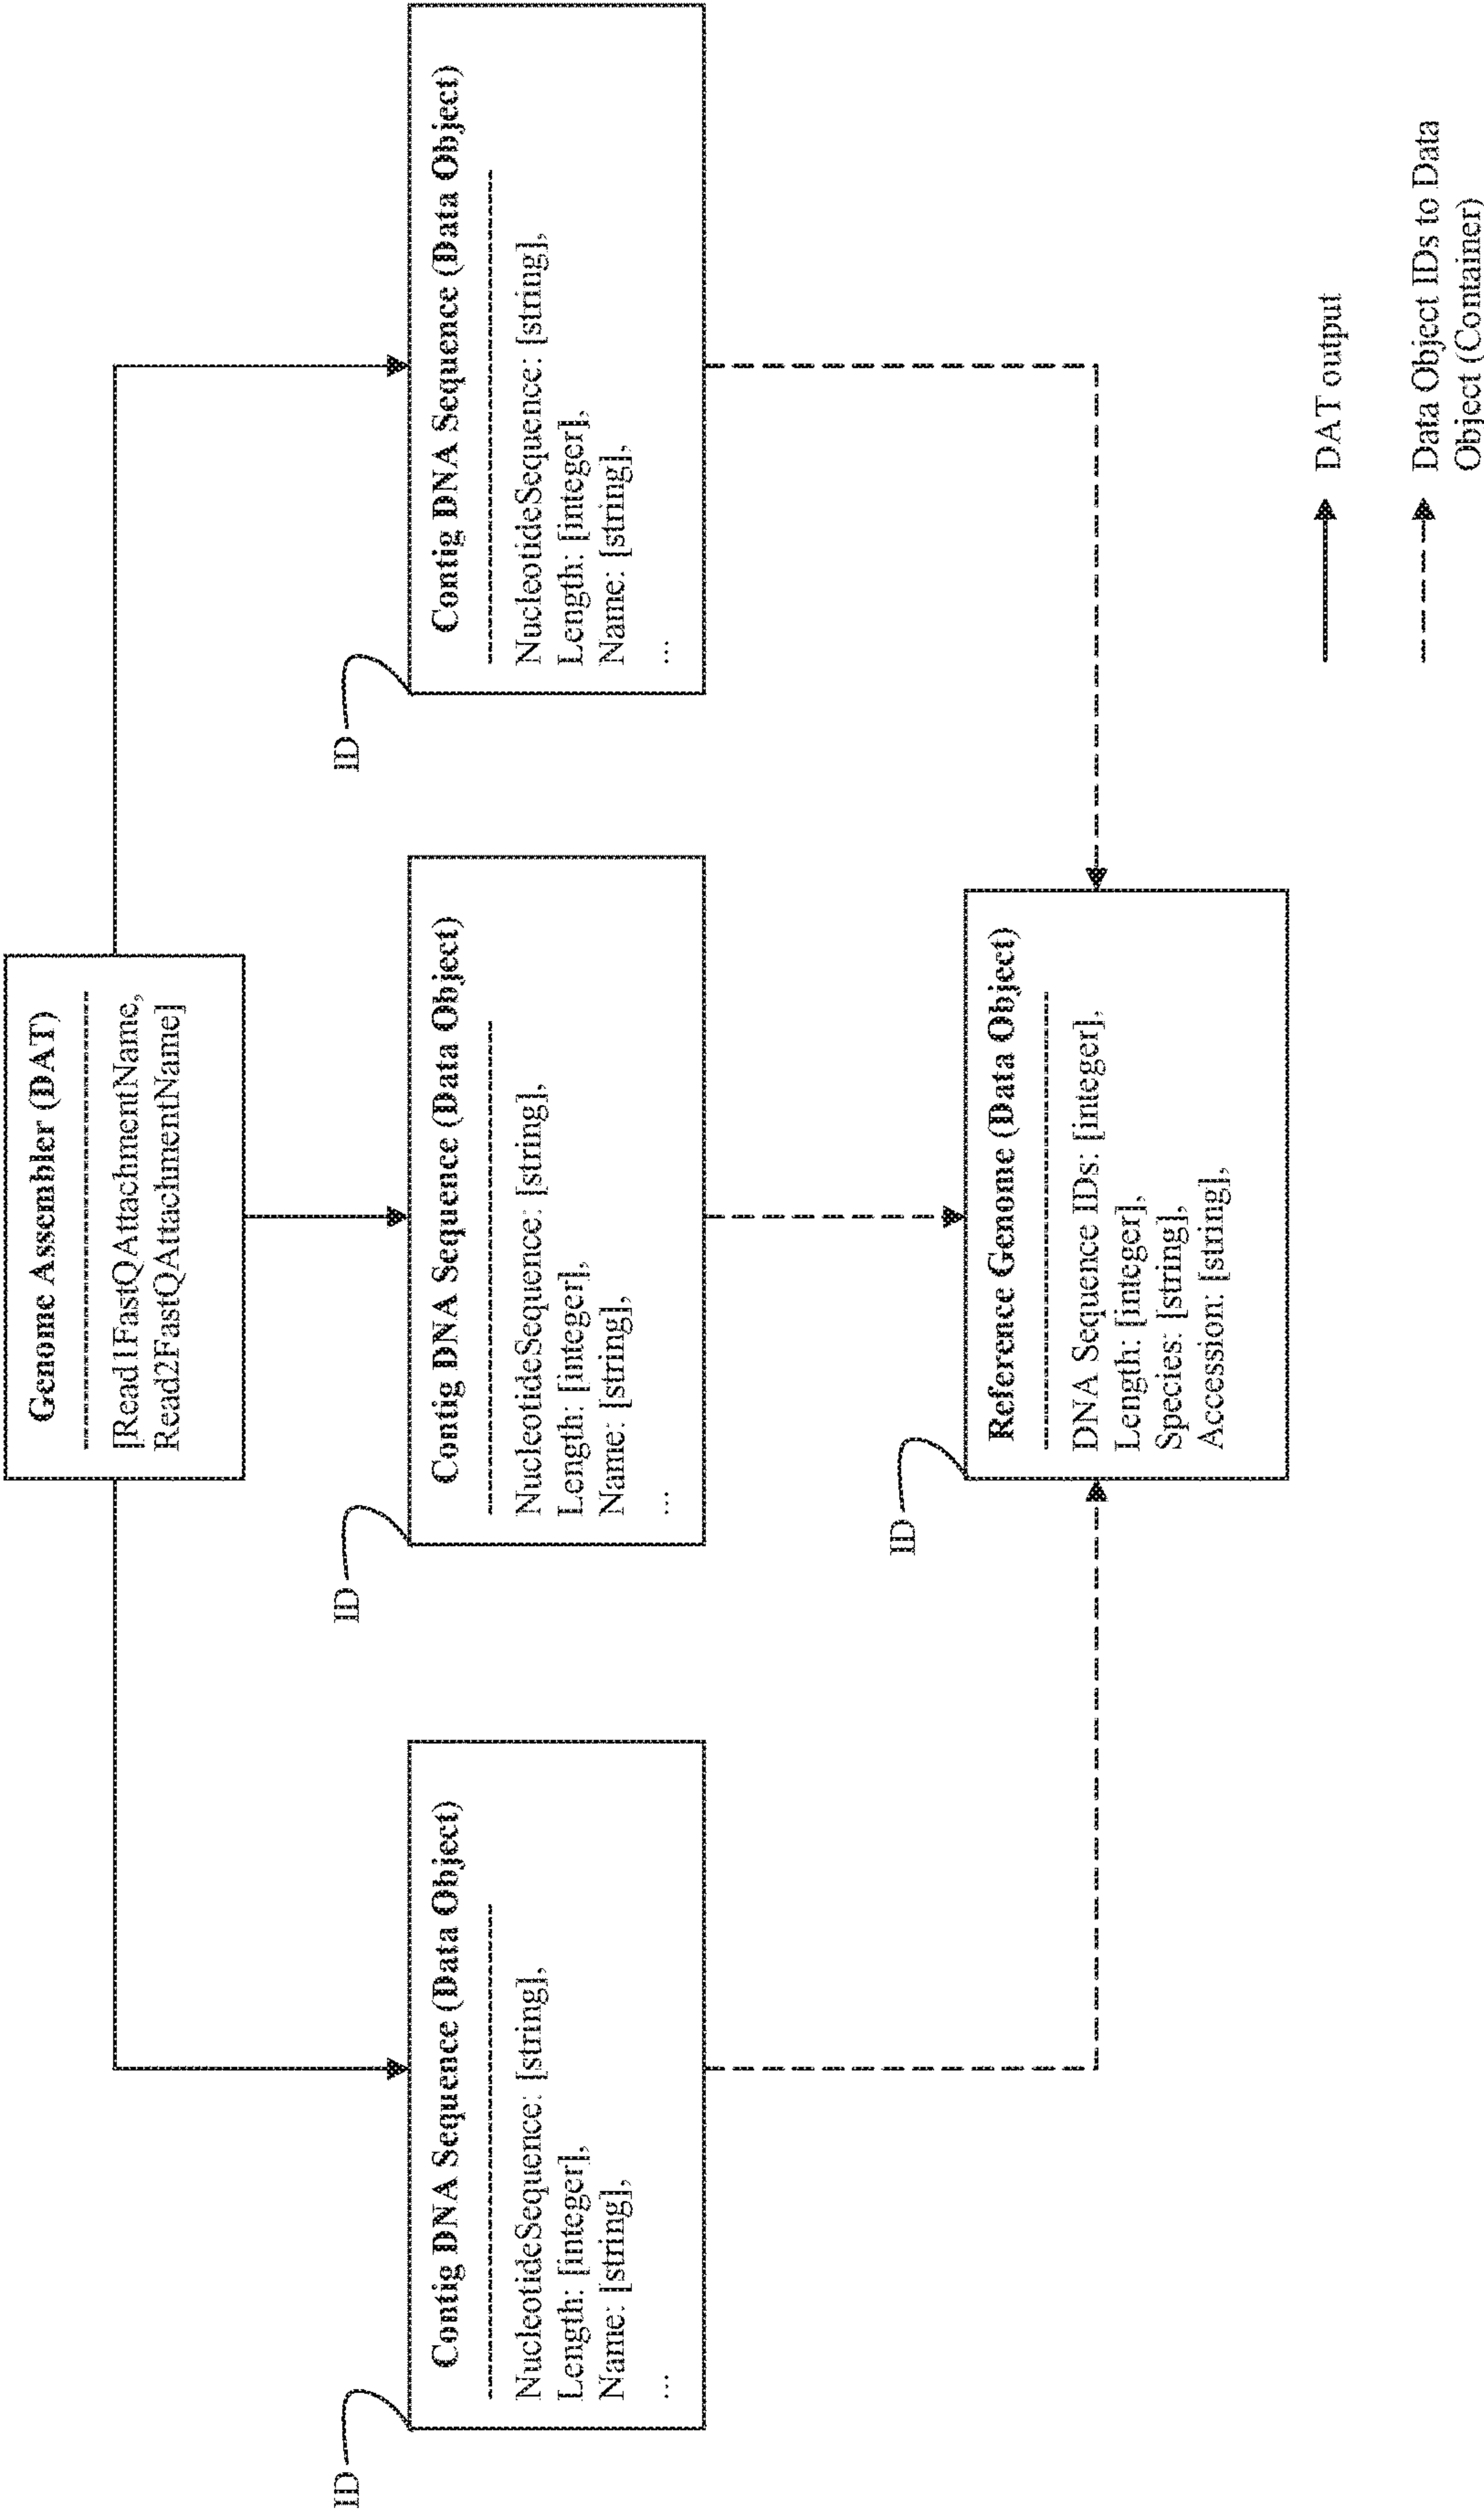 Genome Assembler (DAT)
[Read1FastQAttachmentName,
Read2FastQAttachmentName]
ID
Contig DNA Sequence (Data Object)
NucleotideSequence: [string],
Length: [integer],
Name: [string],
...
ID
Contig DNA Sequence (Data Object)
NucleotideSequence: [string],
Length: [integer],
Name: [string],
...
ID
Contig DNA Sequence (Data Object)
NucleotideSequence: [string],
Length: [integer],
Name: [string],
...
ID
Reference Genome (Data Object)
DNA Sequence IDs: [integer],
Length: [integer],
Species: [string],
Accession: [string],
DAT output
Data Object IDs to Data
Object (Container)